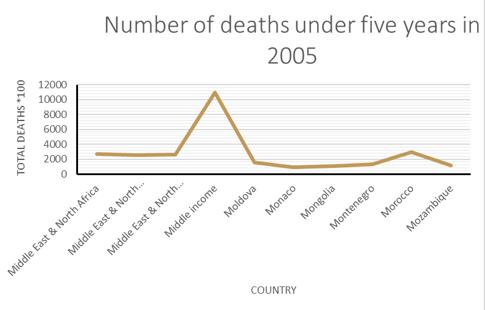 Number of deaths under five years in
2005
TOTAL DEATHS *100
12000
10000
8000
6000
4000
2000
0
Middle East & North Africa
Middle East & North...
Middle East & North...
Middle income
Moldova
Monaco
Mongolia
Montenegro
Morocco
Mozambique
COUNTRY